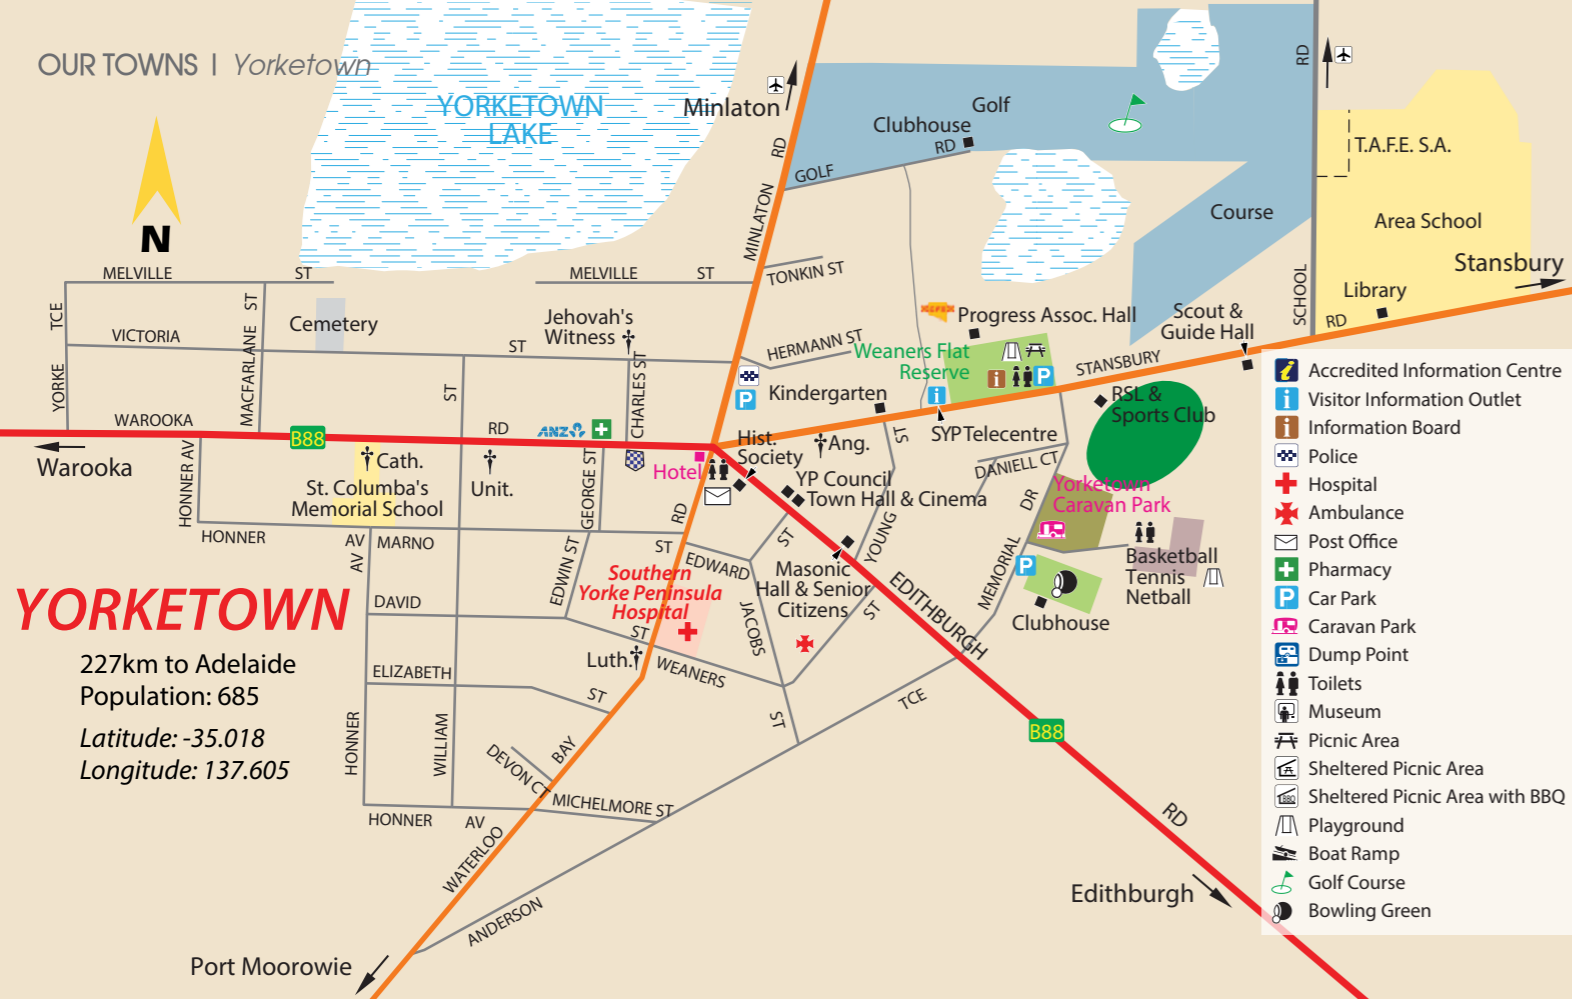 OUR TOWNS | Yorketown
N
YORKETOWN
LAKE
Minlaton
Golf
Clubhouse
RD
GOLF
Course
RD
T.A.F.E. S.A.
Area School
Stansbury
Library
SCHOOL
RD
MINLATON
RD
TONKIN ST
HERMANN ST
MELVILLE
ST
MELVILLE
ST
YORKE
TCE
VICTORIA
ST
MACFARLANE
ST
Cemetery
Jehovah's
Witness
CHARLES ST
ST
WAROOKA
RD
B88
ANZ
Warooka
Progress Assoc. Hall
Scout &
Guide Hall
Weaners Flat
Reserve
i
i
P
P
STANSBURY
Kindergarten
RSL &
Sports Club
SYP Telecentre
Ang.
Hist.
Society
Hotel
YP Council
Town Hall & Cinema
ST
YOUNG
DANIELL CT
Yorketown
Caravan Park
MEMORIAL
DR
P
Basketball
Tennis
Netball
Clubhouse
Cath.
St. Columba's
Memorial School
Unit.
GEORGE ST
HONNER AV
HONNER
AV
MARNO
ST
RD
EDWARD
ST
Masonic
Hall & Senior
Citizens
ST
EDITHBURGH
RD
AV
EDWIN ST
Southern
Yorke Peninsula
Hospital
JACOBS
ST
DAVID
ST
Luth.
WEANERS
ELIZABETH
ST
HONNER
WILLIAM
DEVON CT
BAY
MICHELMORE ST
HONNER
AV
WATERLOO
ANDERSON
TCE
B88
Edithburgh
Port Moorowie
YORKETOWN
227km to Adelaide
Population: 685
Latitude: -35.018
Longitude: 137.605
i Accredited Information Centre
i Visitor Information Outlet
i Information Board
Police
Hospital
Ambulance
Post Office
Pharmacy
P Car Park
Caravan Park
Dump Point
Toilets
Museum
Picnic Area
Sheltered Picnic Area
BBQ Sheltered Picnic Area with BBQ
Playground
Boat Ramp
Golf Course
Bowling Green